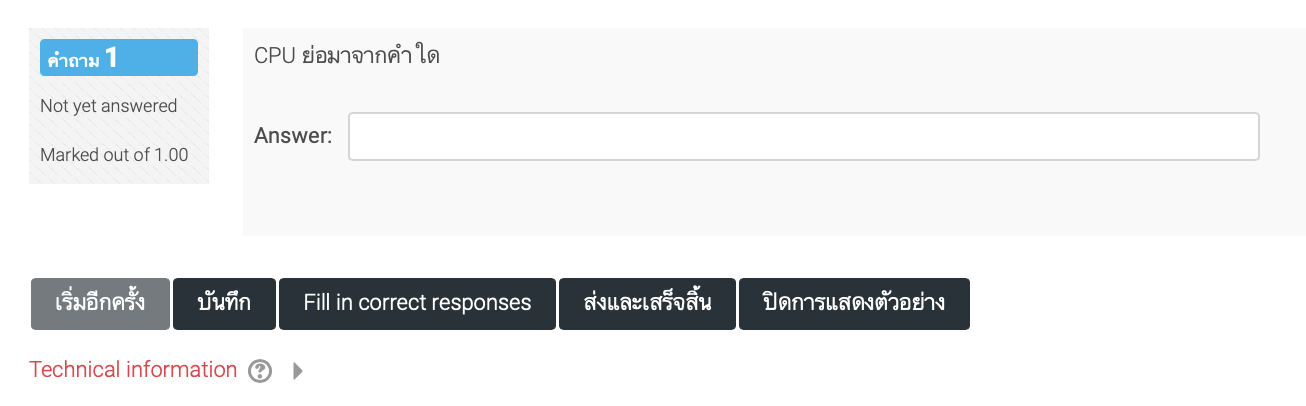 คำถาม 1
Not yet answered
Marked out of 1.00
CPU ย่อมาจากคำ ใด
Answer:
เริ่มอีกครั้ง บันทึก Fill in correct responses ส่งและเสร็จสิ้น ปิดการแสดงตัวอย่าง
Technical information